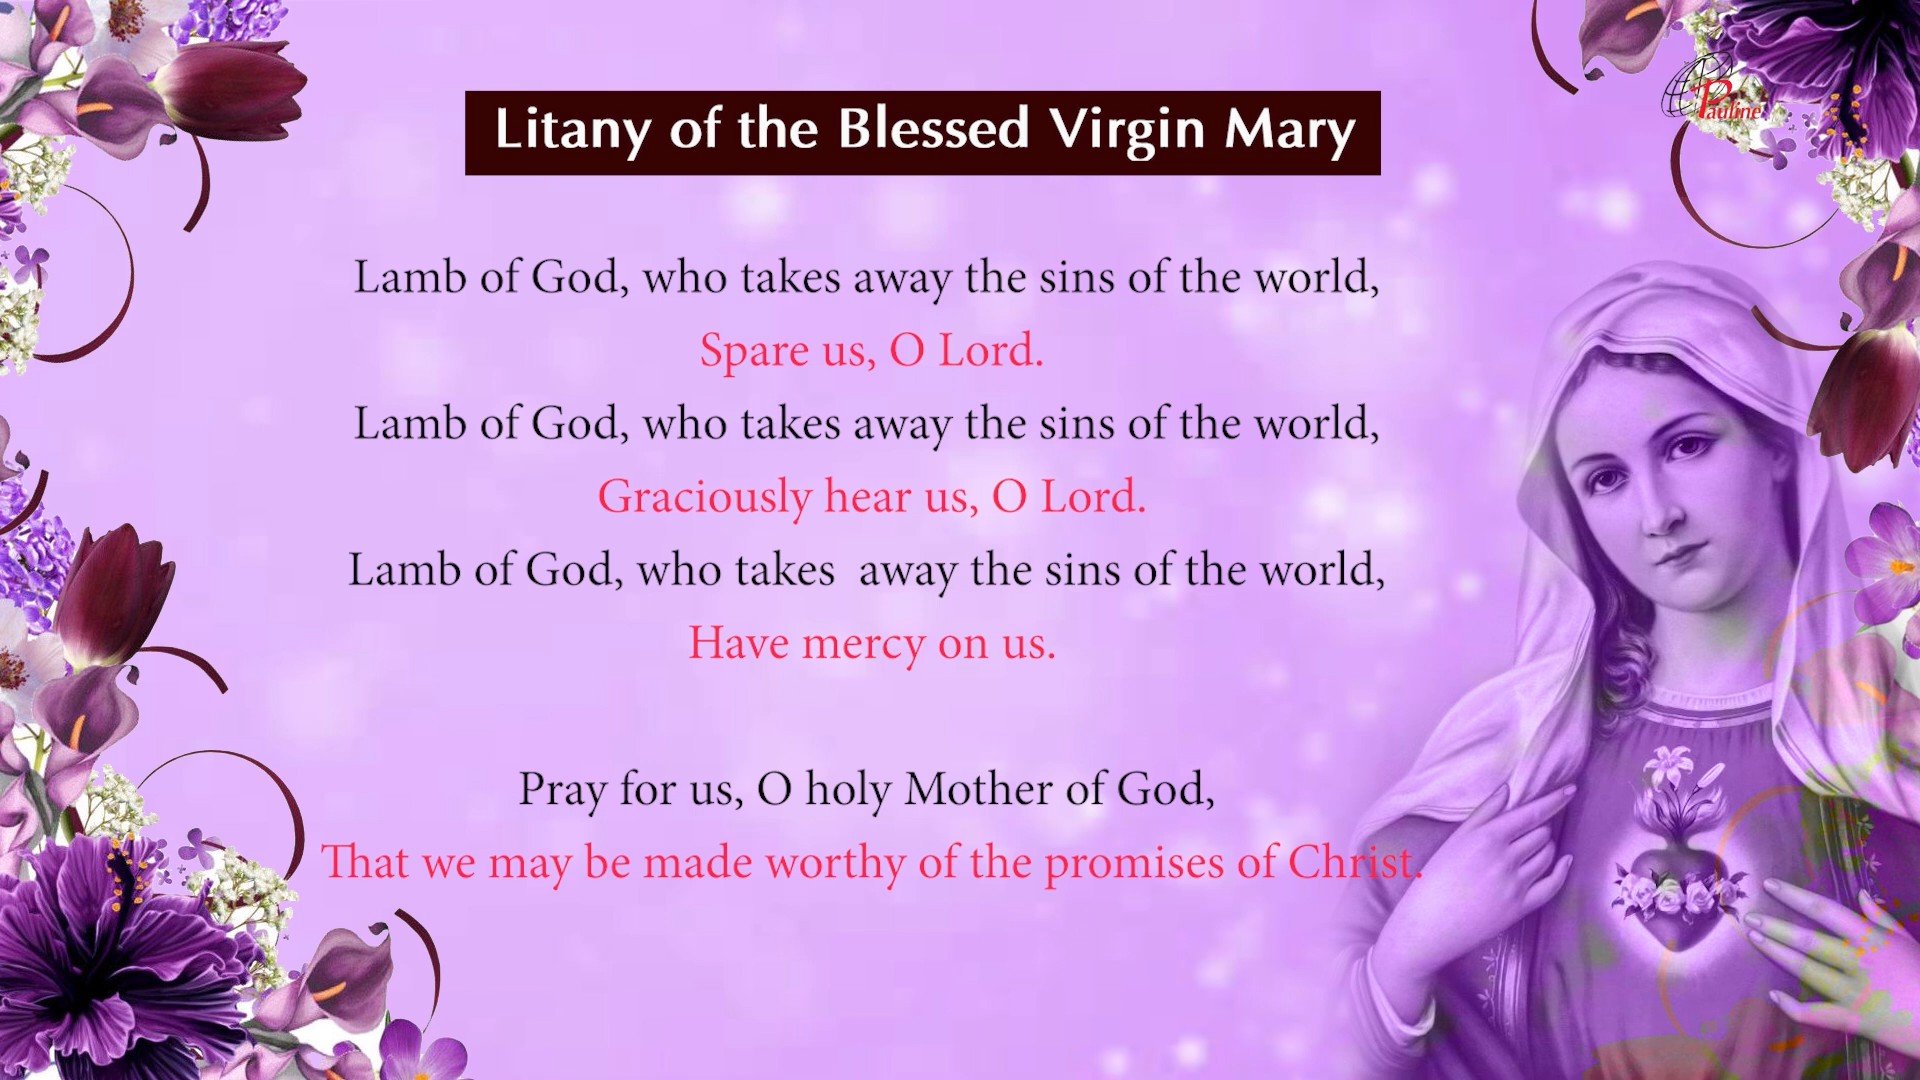 Pauline
Litany of the Blessed Virgin Mary
Lamb of God, who takes away the sins of the world,
Spare us, O Lord.
Lamb of God, who takes away the sins of the world,
Graciously hear us, O Lord.
Lamb of God, who takes away the sins of the world,
Have mercy on us.
Pray for us, O holy Mother of God,
That we may be made worthy of the promises of Christ.